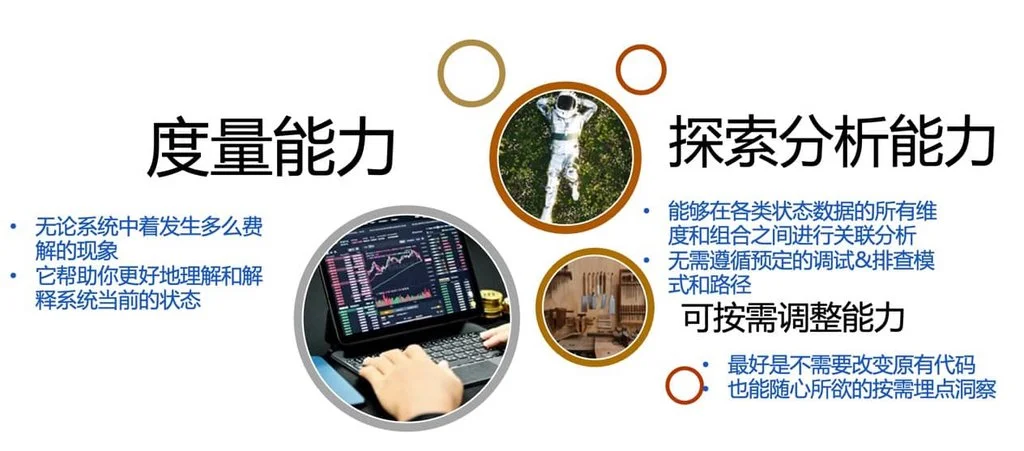 度量能力
• 无论系统中着发生多么费
解的现象
• 它帮助你更好地理解和解
释系统当前的状态
探索分析能力
• 能够在各类状态数据的所有维
度和组合之间进行关联分析
• 无需遵循预定的调试&排查模
式和路径
可按需调整能力
• 最好是不需要改变原有代码
• 也能随心所欲的按需埋点洞察